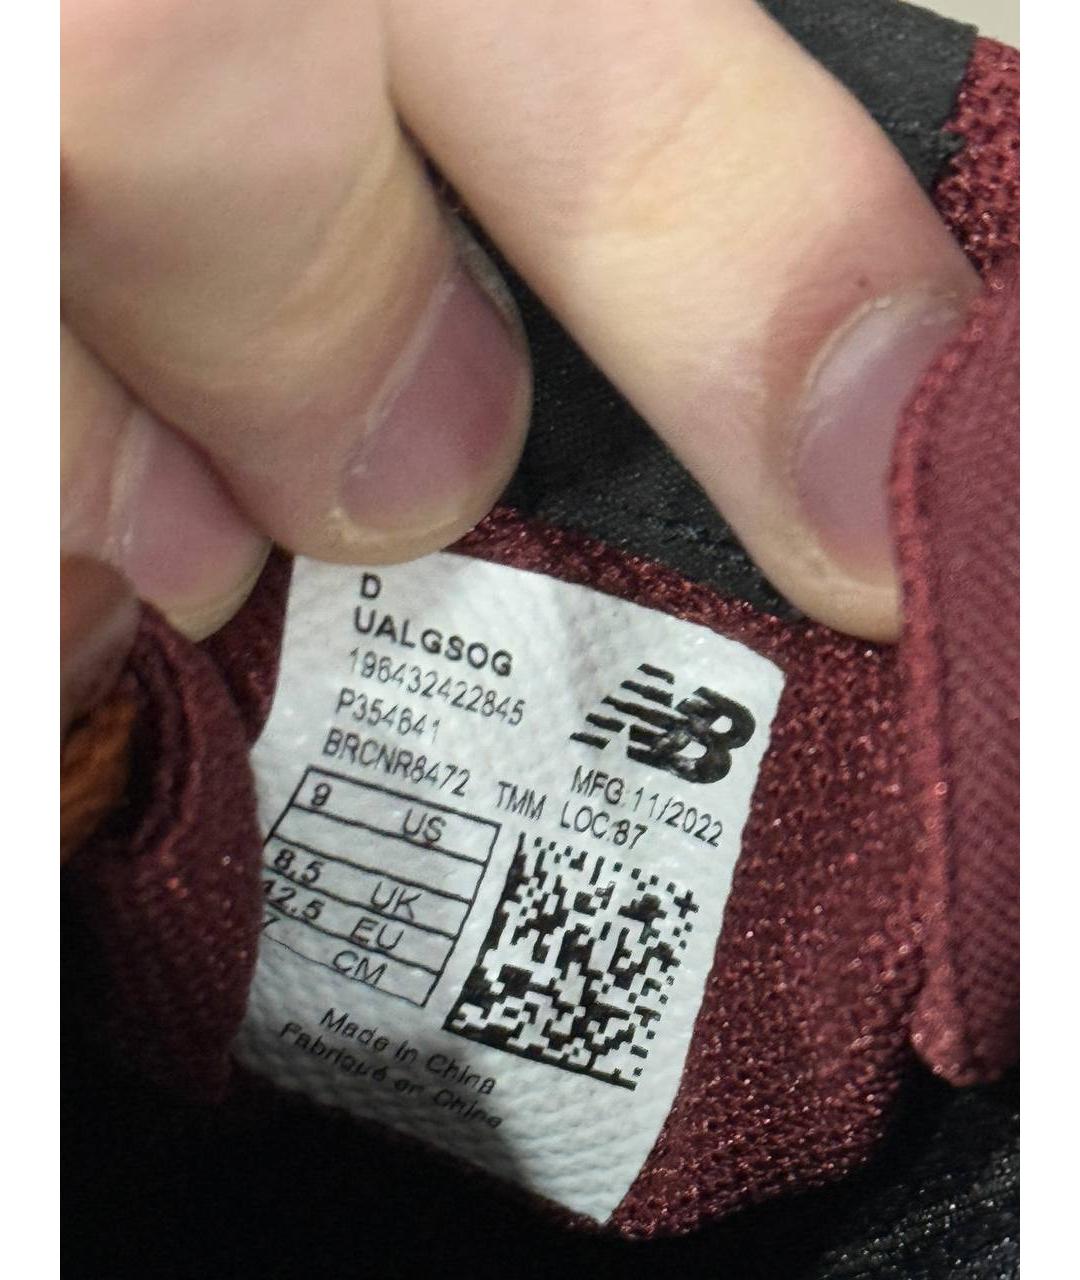 D
UALGSOG
196432422845
P354641
BRCNR8472 TMM
NB
MFG:11/2022
LOC:87
9 US
8.5 UK
42.5 EU
CM
Made In China
Fabriqué en Chine